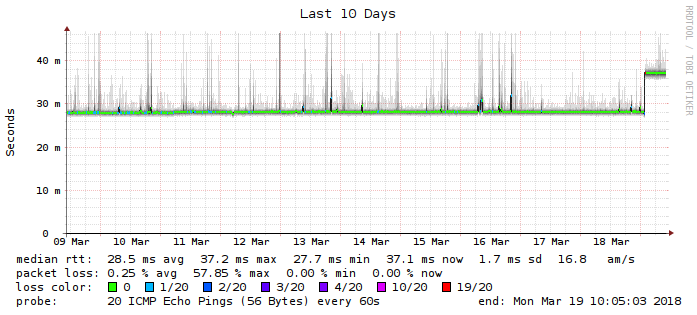 Last 10 Days
RRDTOOL / TOBI OETIKER
Seconds
40 m
30 m
20 m
10 m
0
09 Mar 10 Mar 11 Mar 12 Mar 13 Mar 14 Mar 15 Mar 16 Mar 17 Mar 18 Mar
median rtt: 28.5 ms avg 37.2 ms max 27.7 ms min 37.1 ms now 1.7 ms sd 16.8 am/s
packet loss: 0.25 % avg 57.85 % max 0.00 % min 0.00 % now
loss color: 0 1/20 2/20 3/20 4/20 10/20 19/20
probe: 20 ICMP Echo Pings (56 Bytes) every 60s end: Mon Mar 19 10:05:03 2018